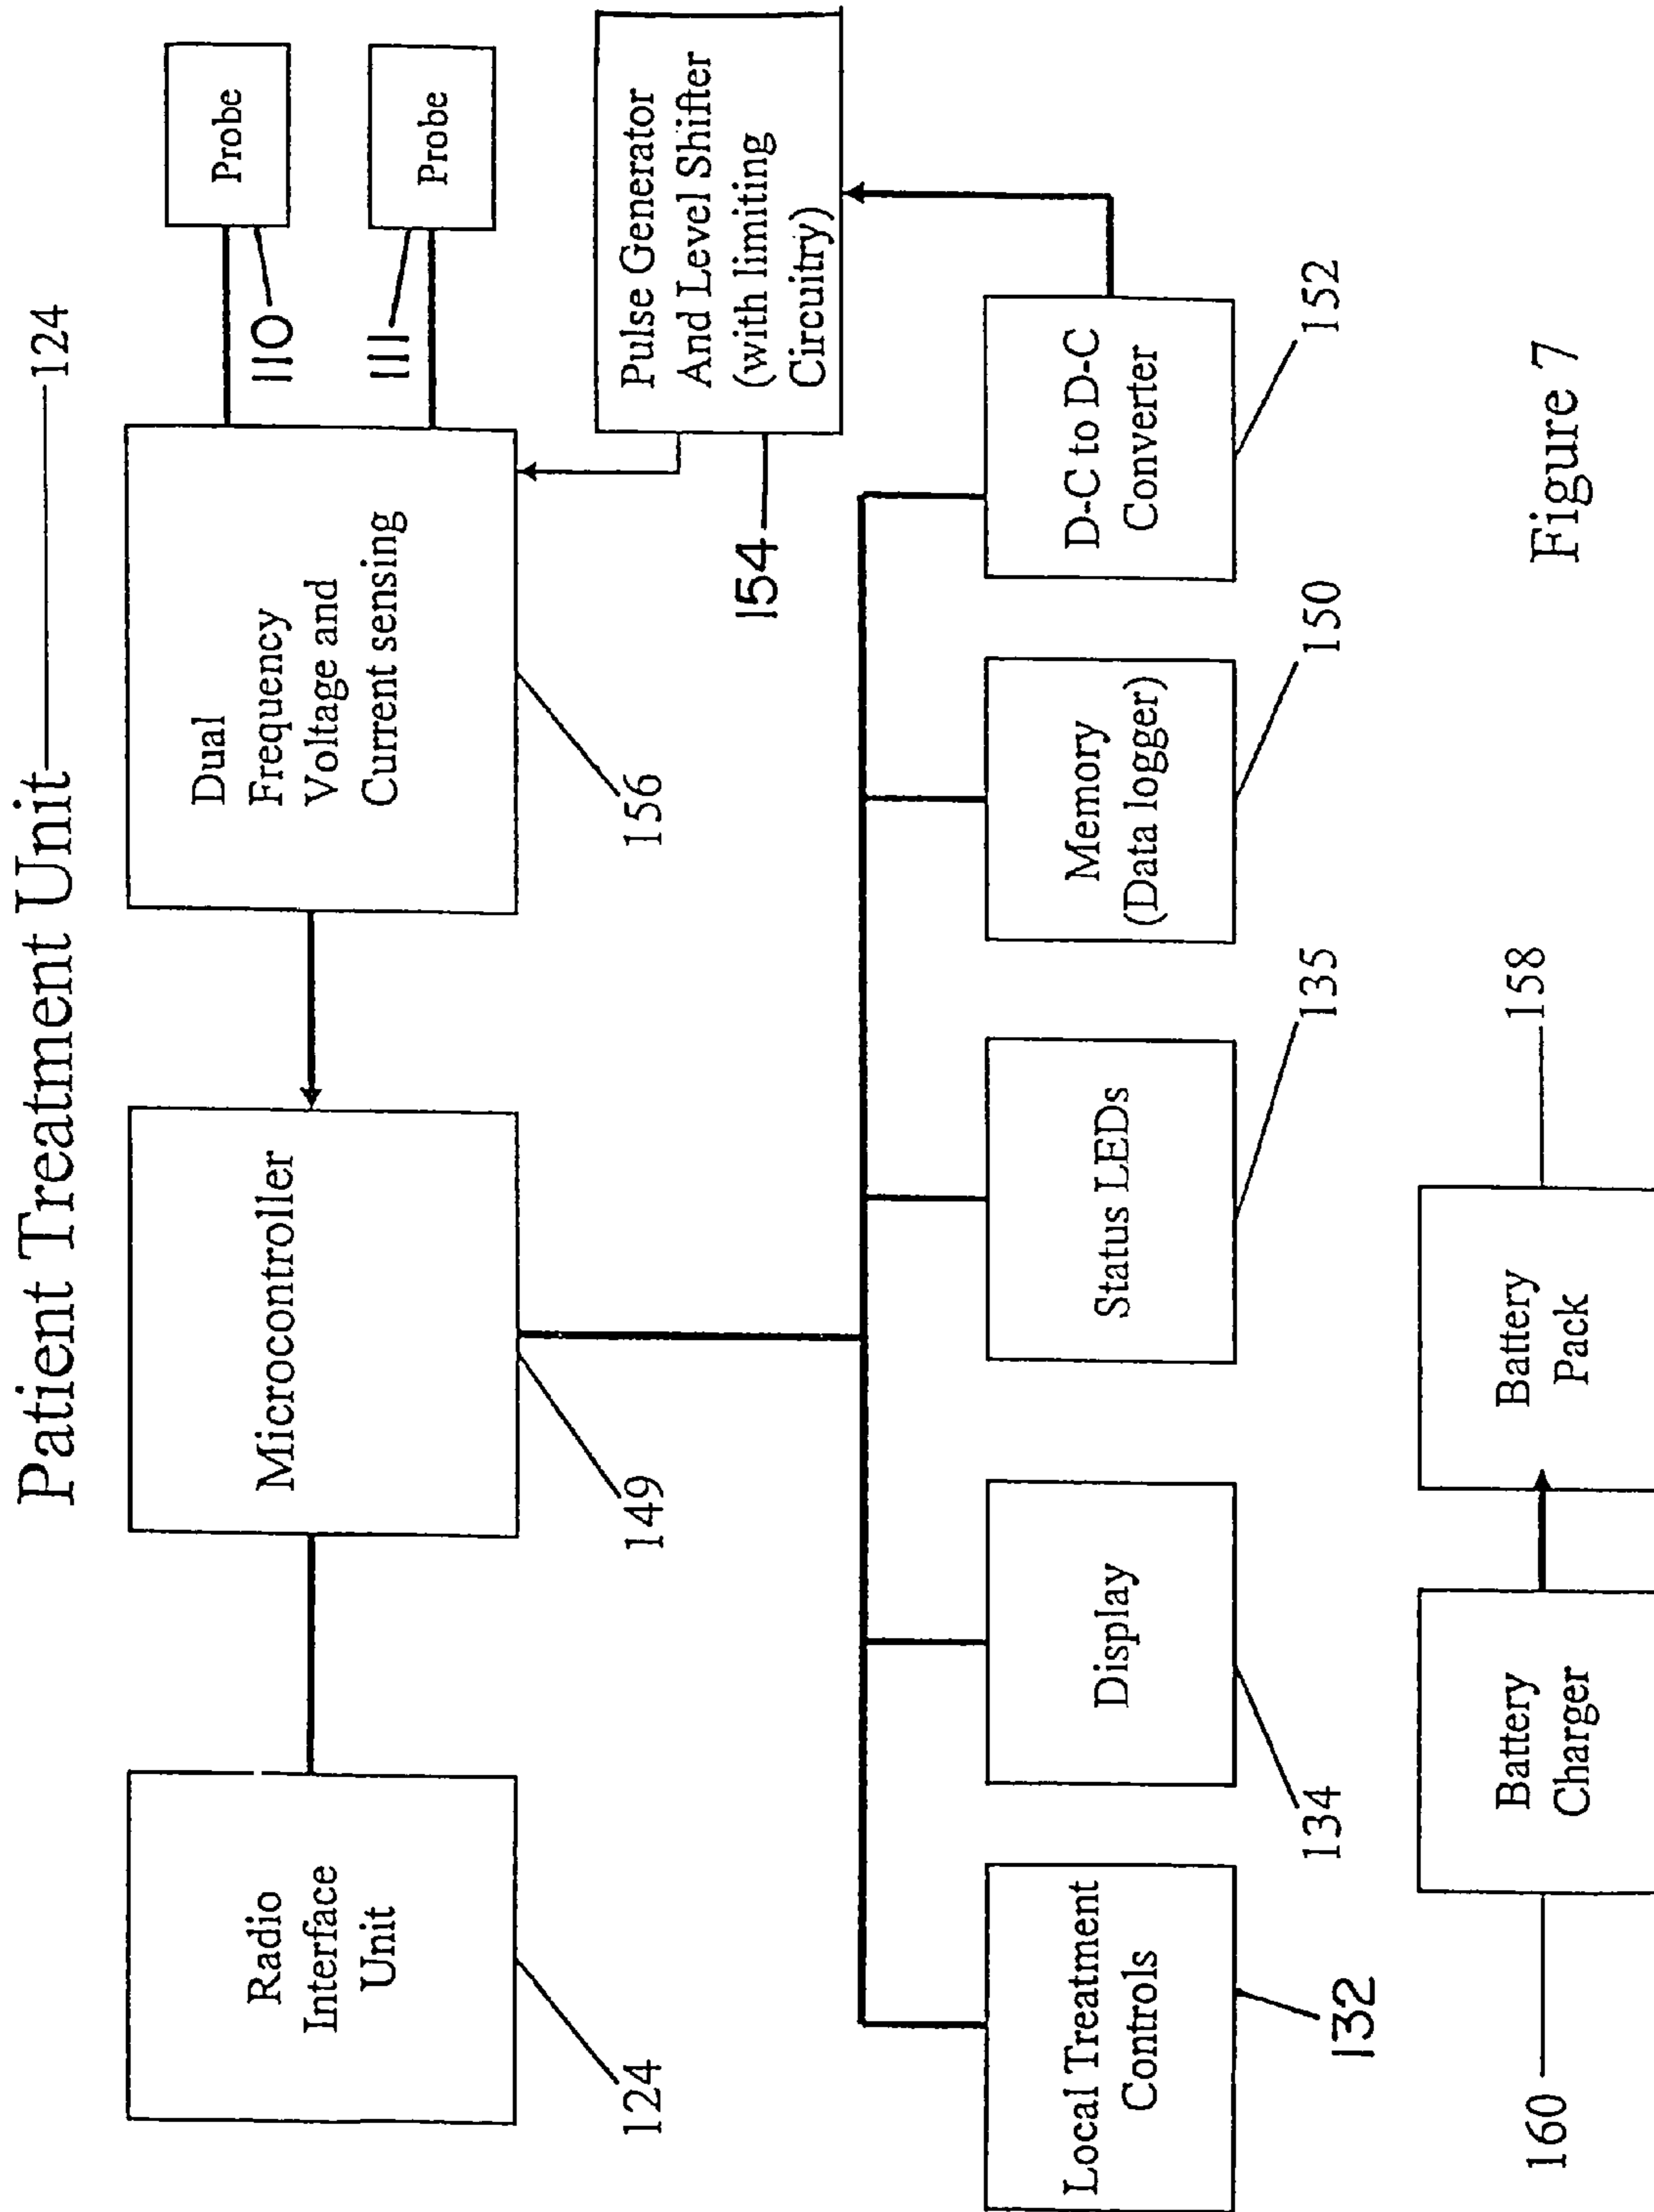 Patient Treatment Unit 124
Radio
Interface
Unit
124
Microcontroller
149
Dual
Frequency
Voltage and
Current sensing
156
Probe
110
Probe
111
Pulse Generator
And Level Shifter
(with limiting
Circuitry)
154
Local Treatment
Controls
132
Display
134
Status LEDs
135
Memory
(Data logger)
150
D-C to D-C
Converter
152
Battery
Charger
160
Battery
Pack
158
Figure 7